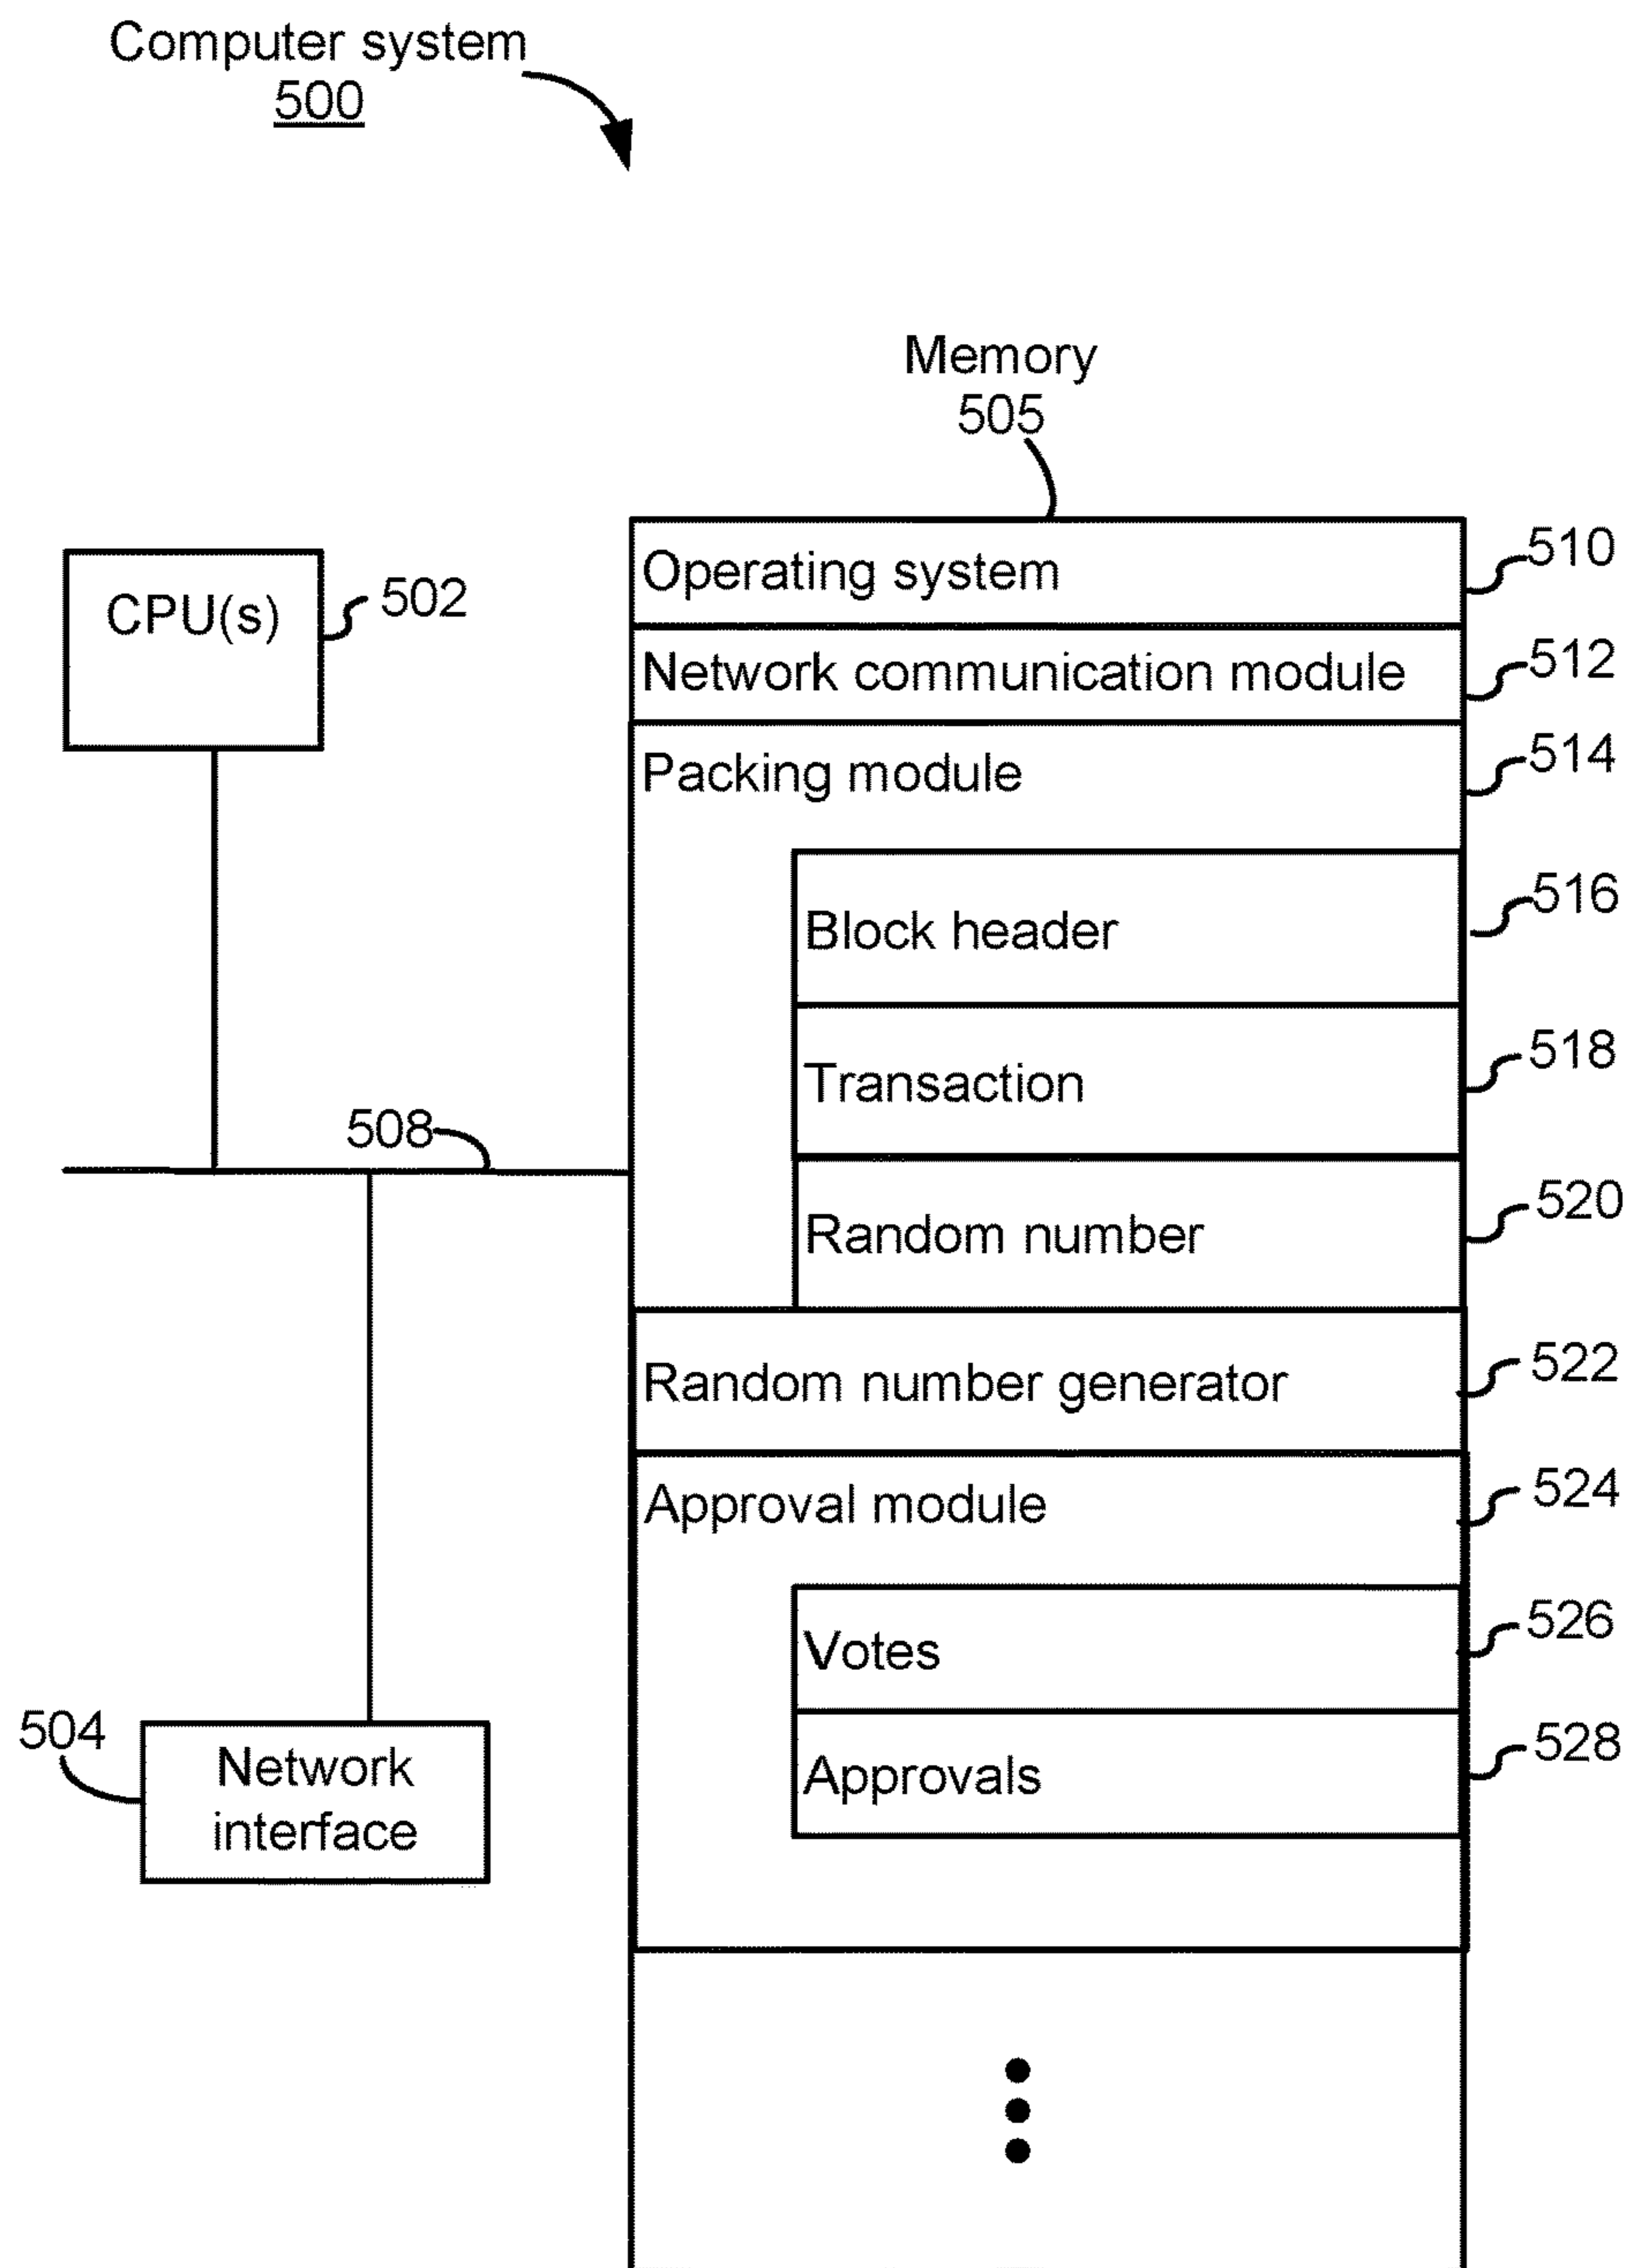 Computer system
500
Memory
505
Operating system
510
CPU(s)
502
Network communication module
512
Packing module
514
Block header
516
Transaction
518
508
Random number
520
Random number generator
522
Approval module
524
Votes
526
504
Network
interface
Approvals
528